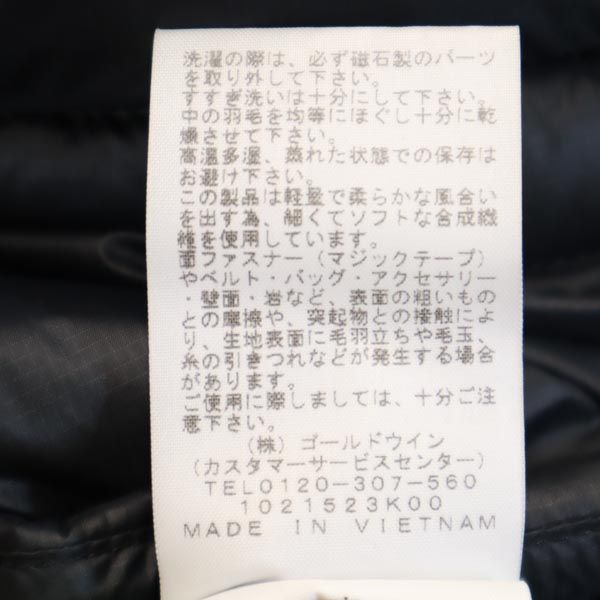 洗濯の際は、必ず磁石製のパーツ
を取り外して下さい。
すすぎ洗いは十分にして下さい。
中の羽毛を均等にほぐし十分に乾
燥させて下さい。
高温多湿、蒸れた状態での保存は
お避け下さい。
この製品は軽量で柔らかな風合い
を出す為、細くてソフトな合成繊
維を使用しています。
面ファスナー（マジックテープ）
やベルト・バッグ・アクセサリー
・壁面・岩など、表面の粗いもの
との摩擦や、突起物との接触によ
り、生地表面に毛羽立ちや毛玉、
糸の引きつれなどが発生する場合
があります。
ご使用に際しましては、十分ご注
意下さい。
（株）ゴールドウイン
（カスタマーサービスセンター）
TEL0120-307-560
1021523K00
MADE IN VIETNAM